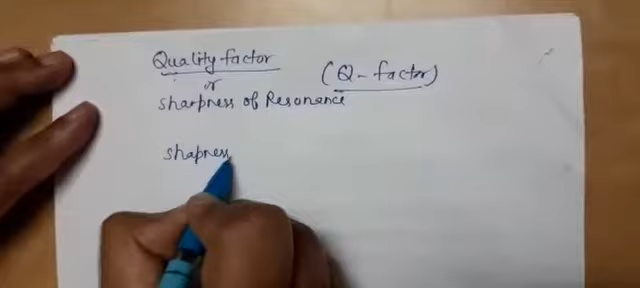 Quality factor (Q - factor)
or
Sharpness of Resonance
Shapness